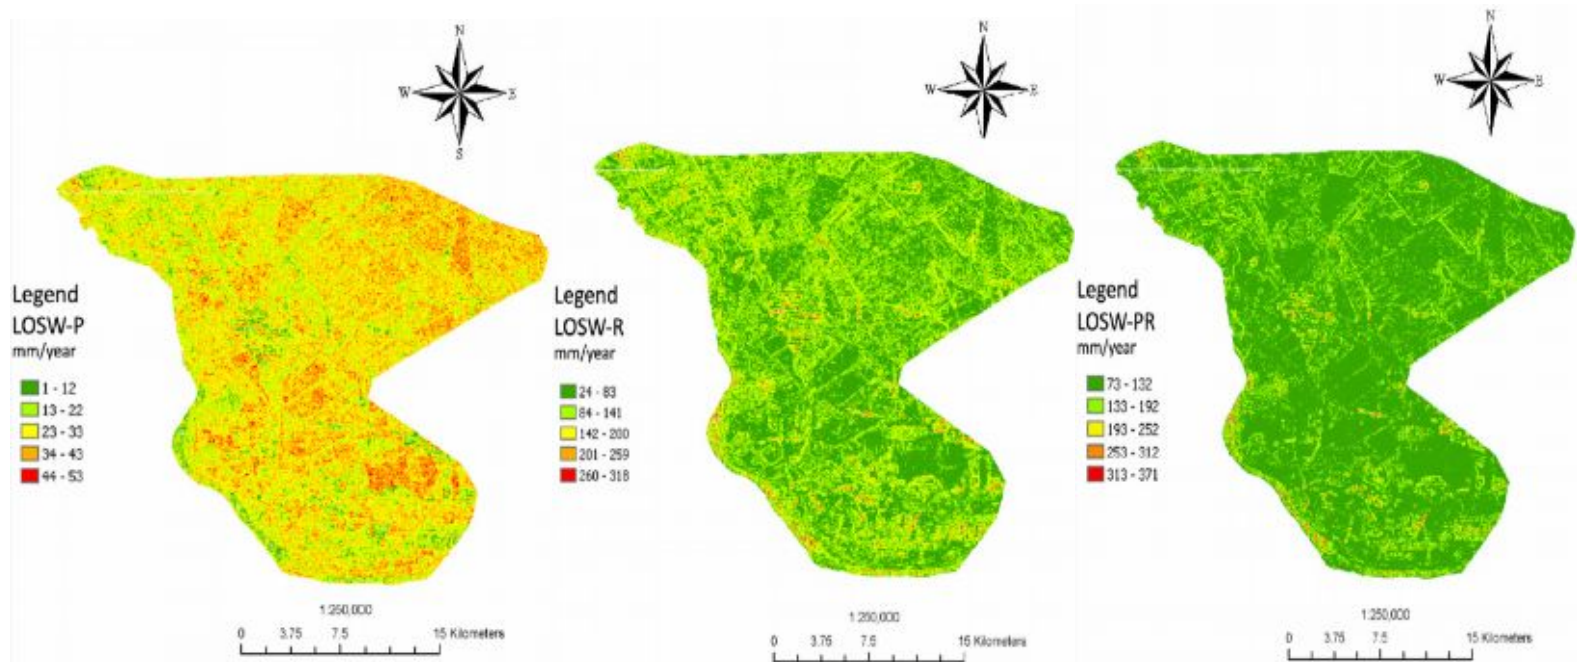 N
W E
S
Legend
LOSW-P
mm/year
1 - 12
13 - 22
23 - 33
34 - 43
44 - 53
1:250,000
0 3.75 7.5 15 Kilometers
N
W E
Legend
LOSW-R
mm/year
24 - 83
84 - 141
142 - 200
201 - 259
260 - 318
1:250,000
0 3.75 7.5 15 Kilometers
N
W E
Legend
LOSW-PR
mm/year
73 - 132
133 - 192
193 - 252
253 - 312
313 - 371
1:250,000
0 3.75 7.5 15 Kilometers